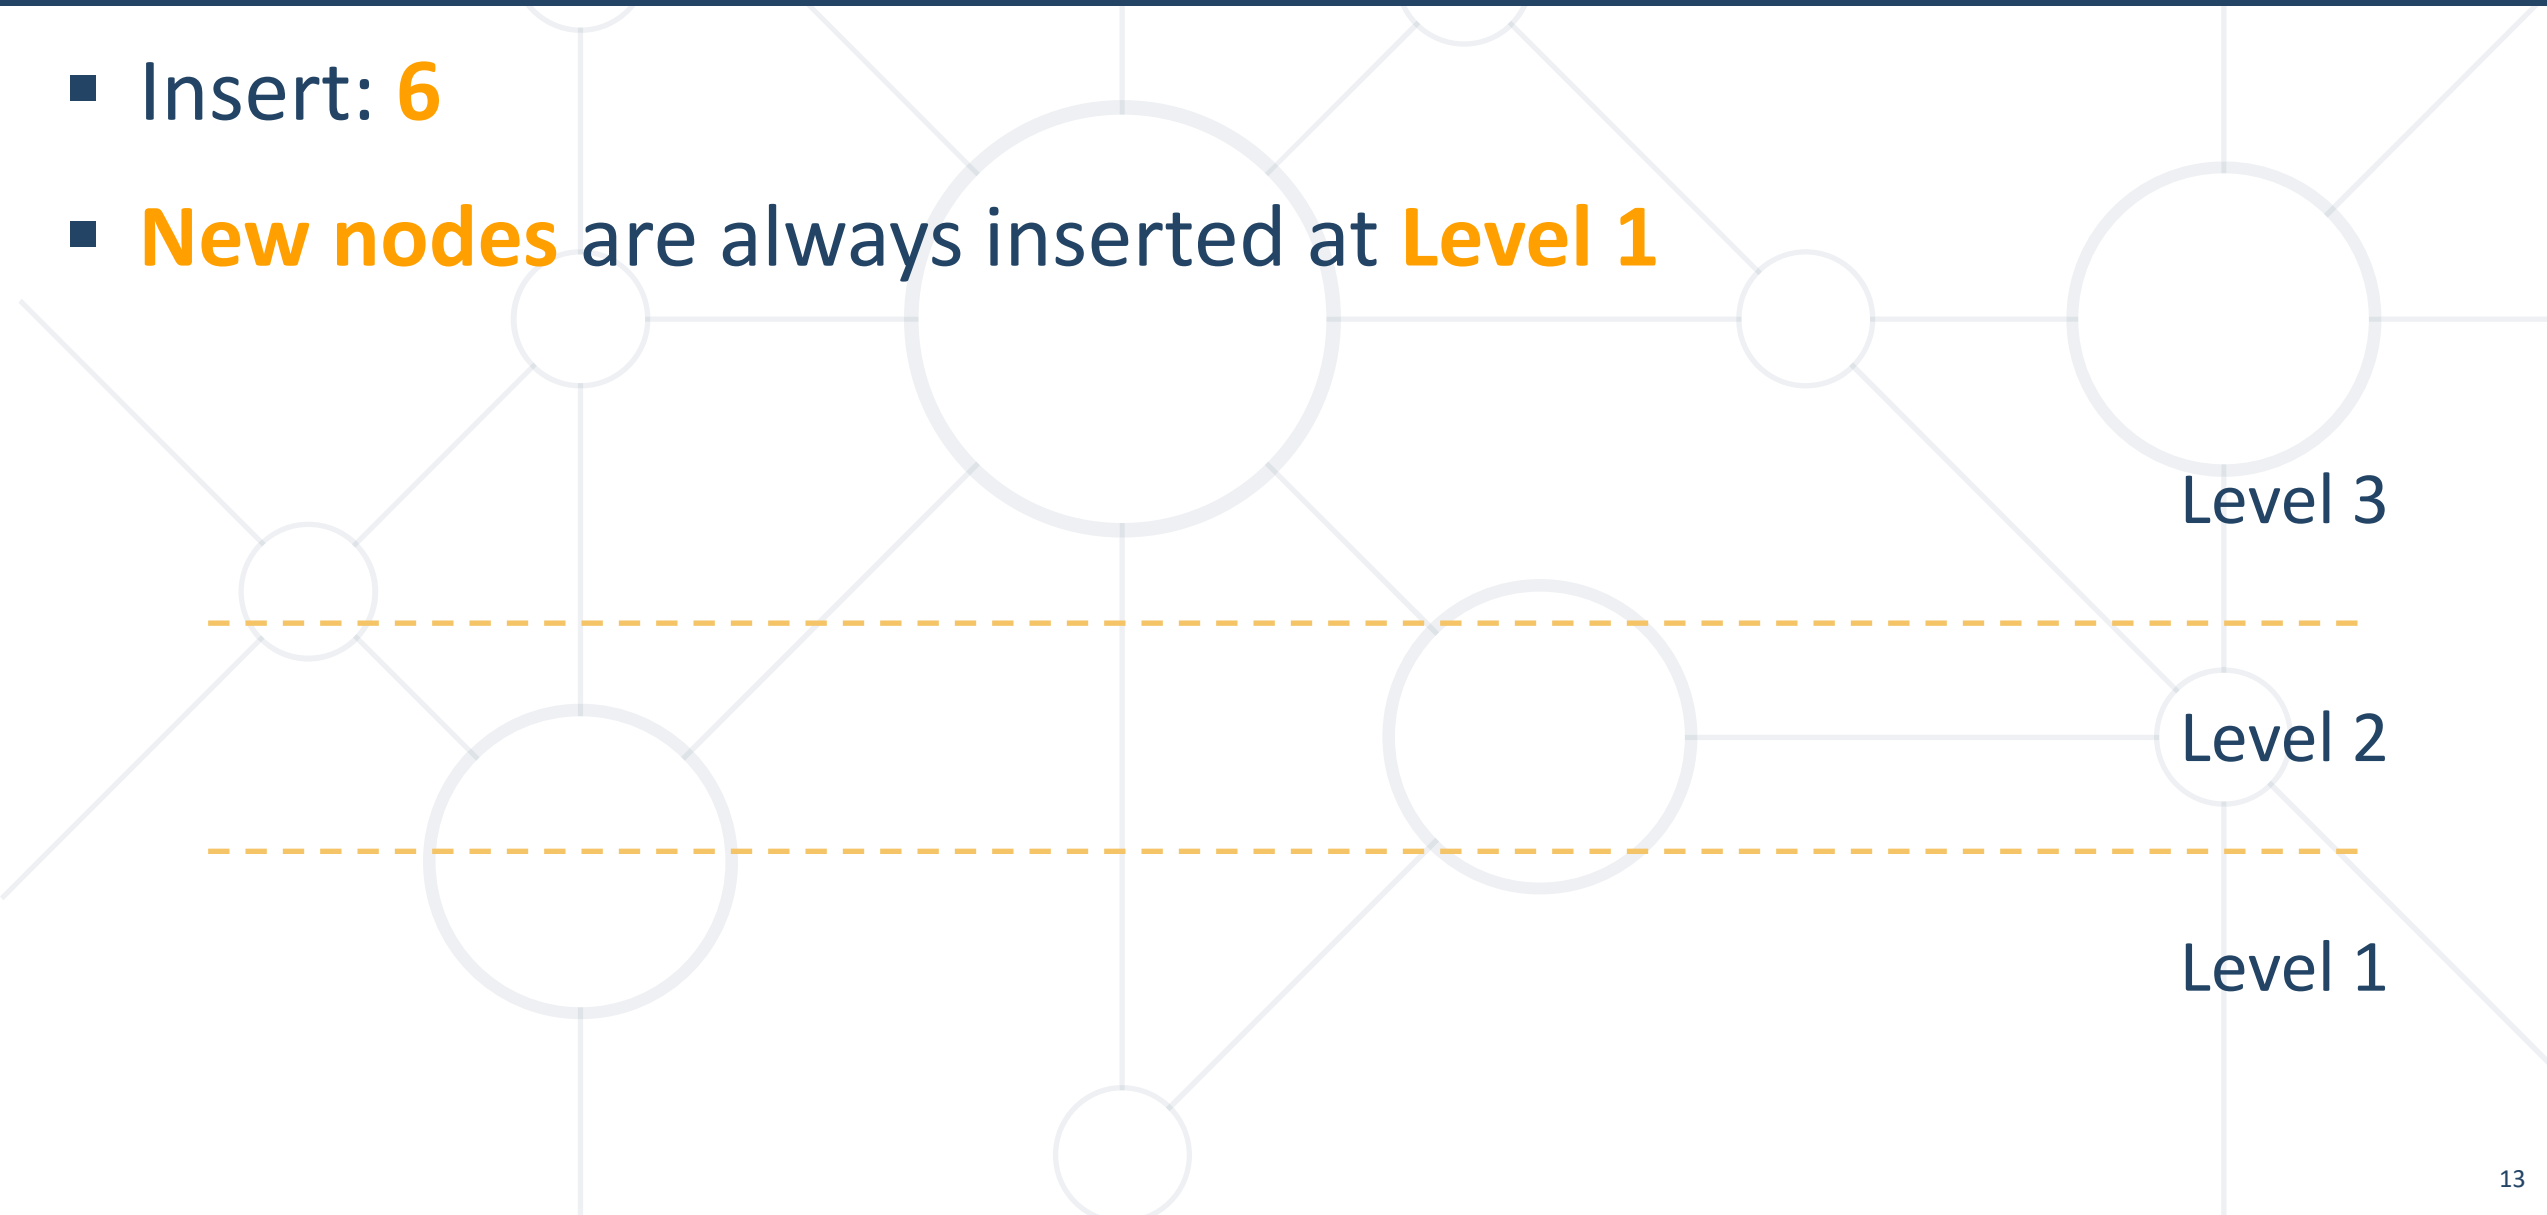 ▪ Insert: 6
▪ New nodes are always inserted at Level 1
Level 3
Level 2
Level 1
13